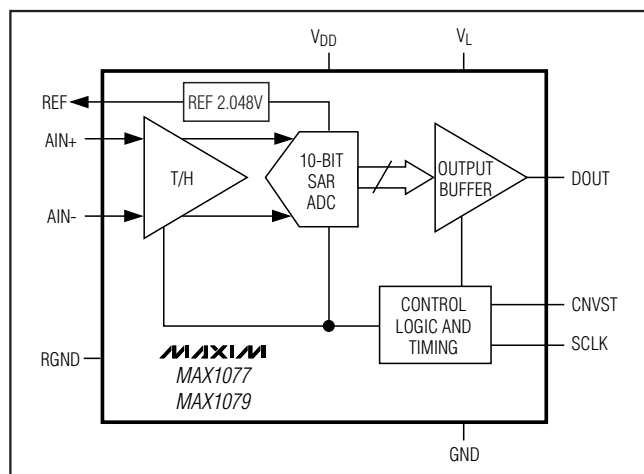 VDD
VL
REF
REF 2.048V
AIN+
T/H
10-BIT
SAR
ADC
OUTPUT
BUFFER
DOUT
AIN-
CONTROL
LOGIC AND
TIMING
CNVST
SCLK
RGND
MAXIM
MAX1077
MAX1079
GND